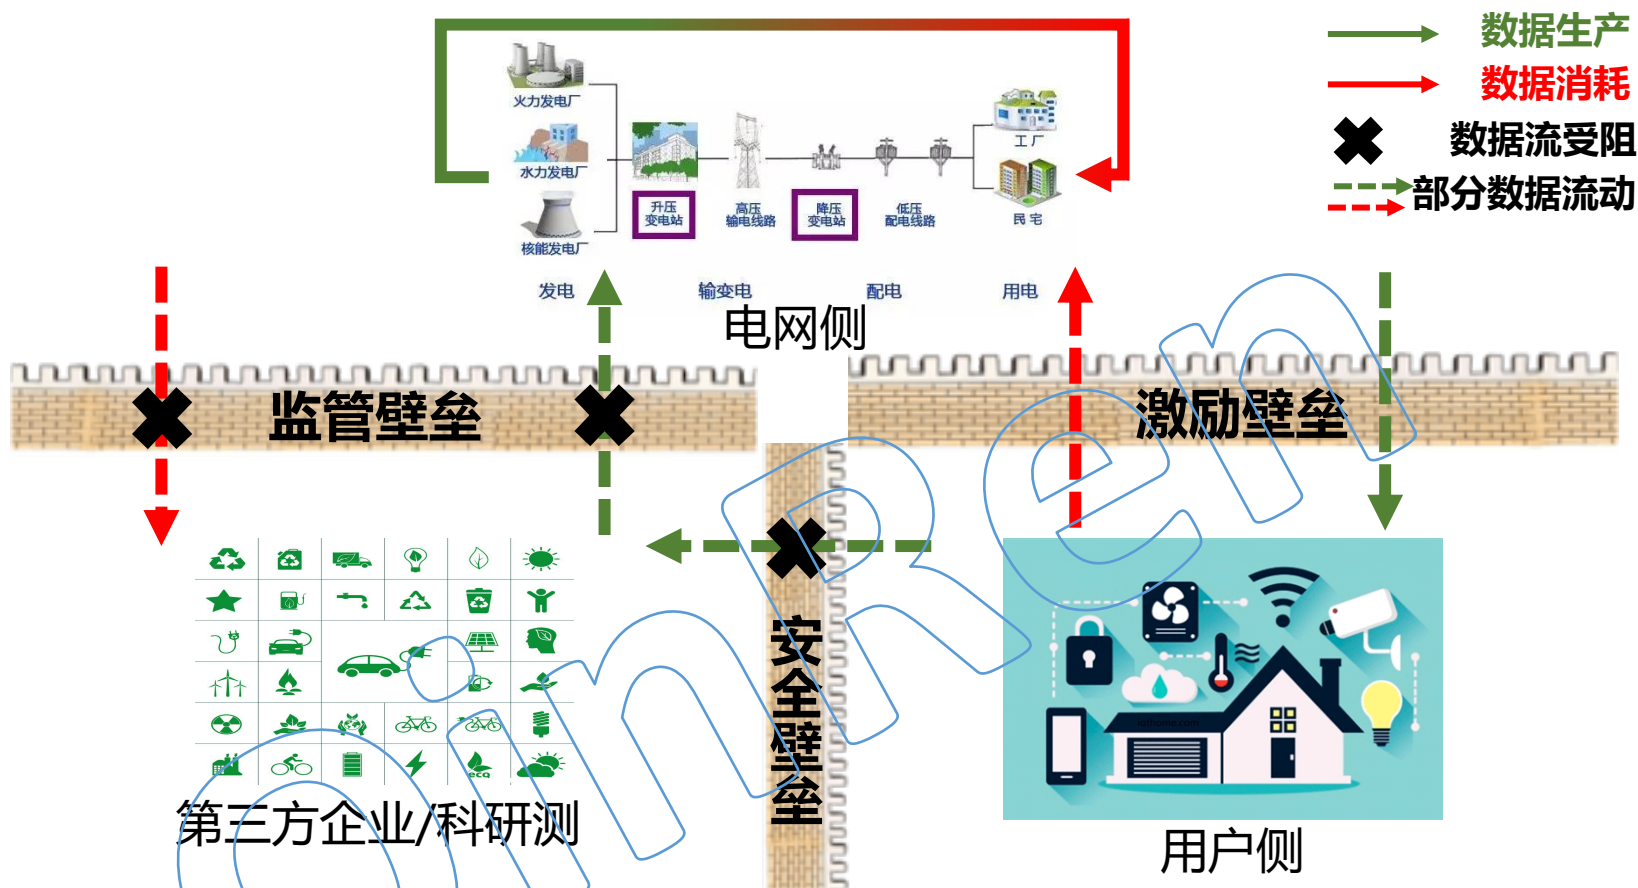 数据生产
数据消耗
数据流受阻
部分数据流动
火力发电厂
水力发电厂
核能发电厂
升压
变电站
高压
输电线路
降压
变电站
低压
配电线路
工厂
民宅
发电
输变电
配电
用电
电网侧
监管壁垒
激励壁垒
安全壁垒
eco
第三方企业/科研测
用户侧